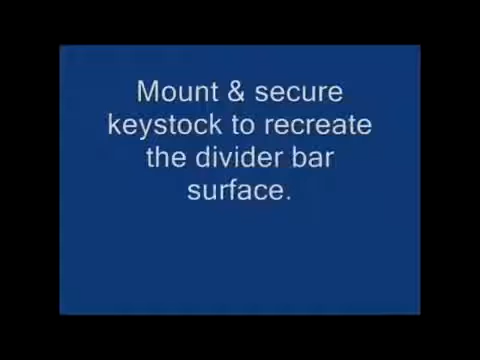 Mount & secure
keystock to recreate
the divider bar
surface.